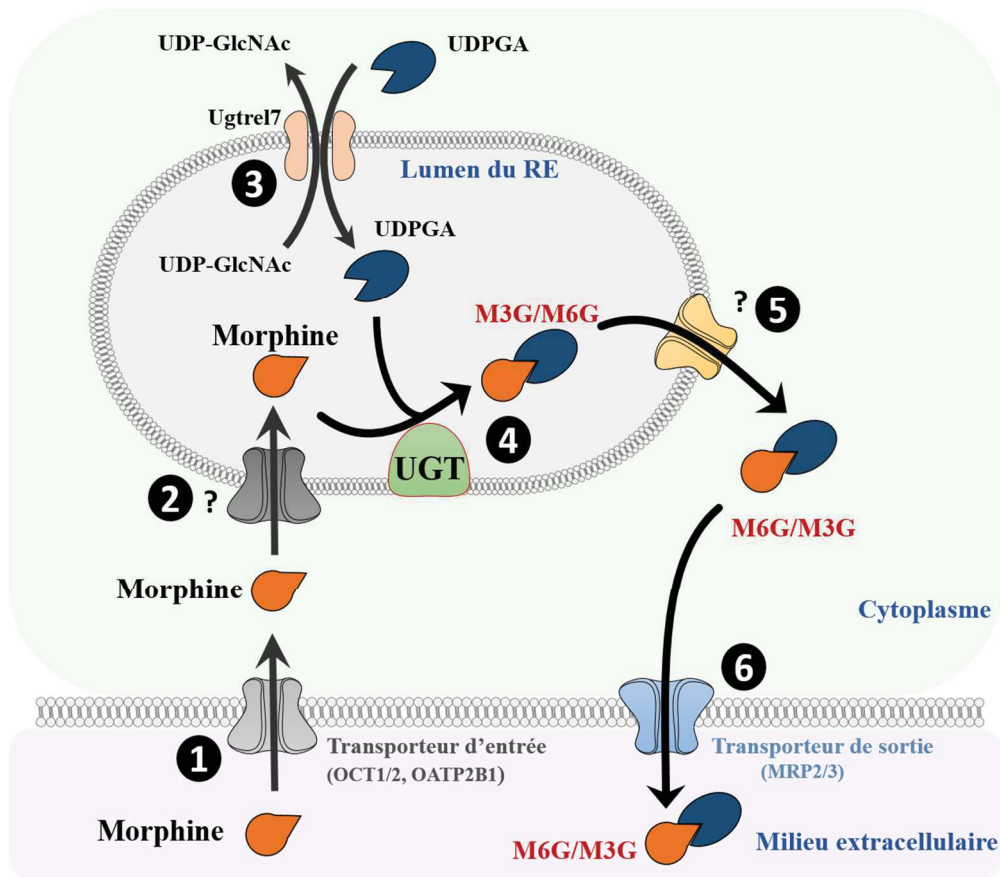 UDP-GlcNAc
UDPGA
Ugtrel7
3
Lumen du RE
UDPGA
UDP-GlcNAc
M3G/M6G
? 5
Morphine
4
UGT
2 ?
M6G/M3G
Morphine
Cytoplasme
6
1
Transporteur d'entrée
(OCT1/2, OATP2B1)
Transporteur de sortie
(MRP2/3)
Morphine
M6G/M3G
Milieu extracellulaire